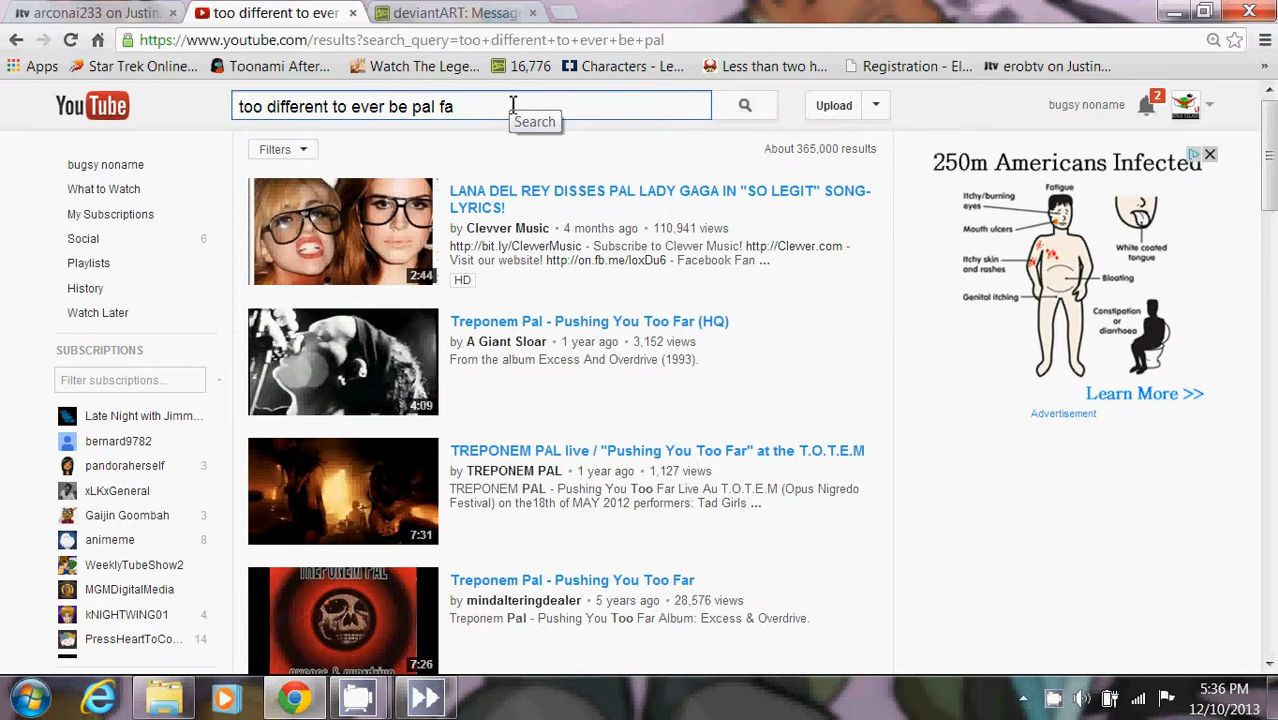 jtv arconai233 on Justin.
too different to ever
deviantART: Messag
https://www.youtube.com/results?search_query=too+different+to+ever+be+pal
Apps
Star Trek Online...
Toonami After...
Watch The Lege...
16,776
Characters - Le...
Less than two h...
Registration - El...
jtv erobtv on Justin...
YouTube
too different to ever be pal fa
Upload
bugsy noname
2
Search
Filters
About 365,000 results
bugsy noname
What to Watch
My Subscriptions
Social 6
Playlists
History
Watch Later
SUBSCRIPTIONS
Filter subscriptions...
Late Night with Jimm...
bernard9782
pandoraherself 3
xLKxGeneral
Gaijin Goombah 3
animeme 8
WeeklyTubeShow2
MGMDigitalMedia
kNIGHTWING01 4
PressHeartToCo... 14
LANA DEL REY DISSES PAL LADY GAGA IN "SO LEGIT" SONG-
LYRICS!
by Clevver Music • 4 months ago • 110,941 views
http://bit.ly/ClevverMusic - Subscribe to Clevver Music! http://Clevver.com -
Visit our website! http://on.fb.me/loxDu6 - Facebook Fan ...
HD
2:44
Treponem Pal - Pushing You Too Far (HQ)
by A Giant Sloar • 1 year ago • 3,152 views
From the album Excess And Overdrive (1993).
4:09
TREPONEM PAL live / "Pushing You Too Far" at the T.O.T.E.M
by TREPONEM PAL • 1 year ago • 1,127 views
TREPONEM PAL - Pushing You Too Far Live Au T.O.T.E.M (Opus Nigredo
Festival) on the18th of MAY 2012 performers: Tad Girls ...
7:31
Treponem Pal - Pushing You Too Far
by mindalteringdealer • 5 years ago • 28,576 views
Treponem Pal - Pushing You Too Far Album: Excess & Overdrive.
TREPONEM PAL
excess & overdrive
7:26
250m Americans Infected
Itchy/burning
eyes
Fatigue
Mouth ulcers
White coated
tongue
Itchy skin
and rashes
Bloating
Genital itching
Constipation
or
diarrhoea
Learn More >>
Advertisement
5:36 PM
12/10/2013